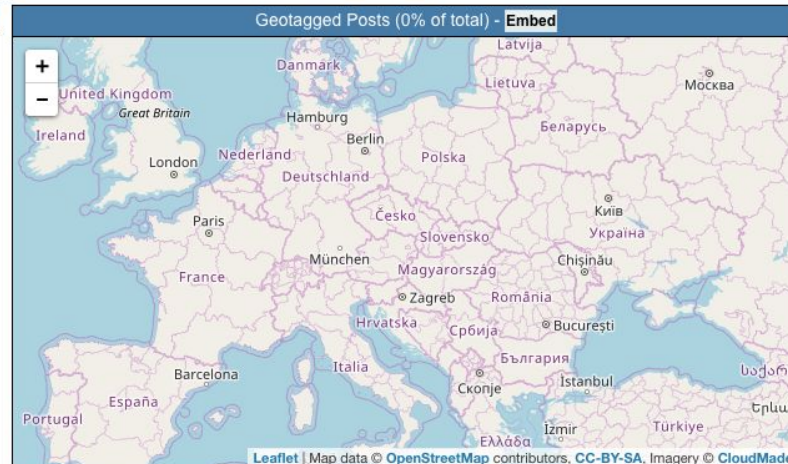 Geotagged Posts (0% of total) - Embed
Latvija
Danmark
+
Москва
Lietuva
−
United Kingdom
Great Britain
Hamburg
Беларусь
Ireland
Berlin
Nederland
Polska
London
Deutschland
Česko
Київ
Paris
Україна
Slovensko
München
Chișinău
Magyarország
France
Zagreb
România
Hrvatska
Србија
București
България
Italia
Barcelona
Скопје
İstanbul
España
Portugal
Türkiye
İzmir
Ελλάδα
Leaflet | Map data © OpenStreetMap contributors, CC-BY-SA, Imagery © CloudMade